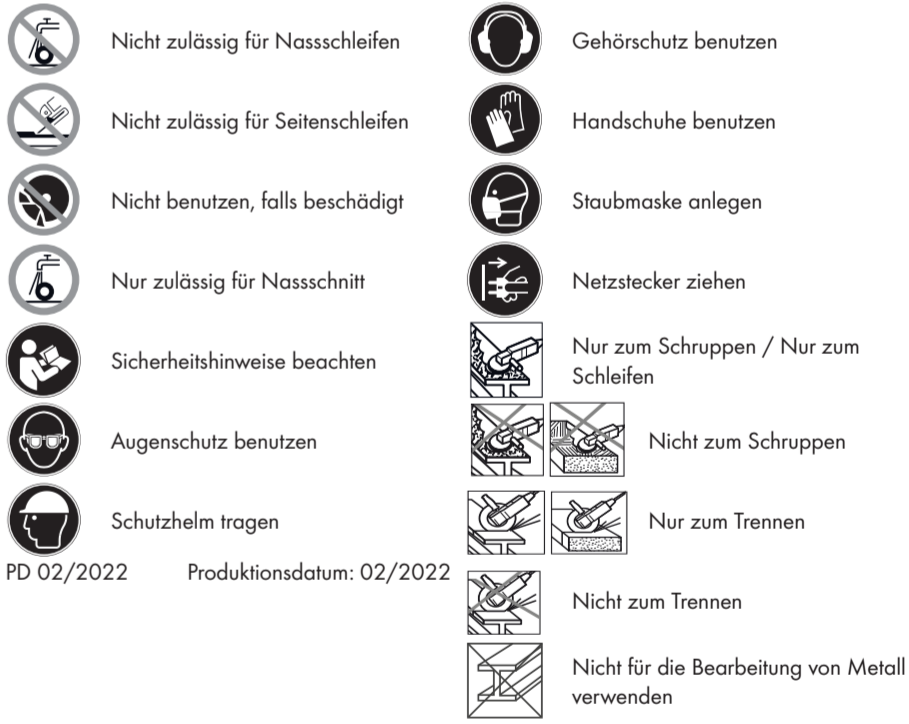 Nicht zulässig für Nassschleifen
Nicht zulässig für Seitenschleifen
Nicht benutzen, falls beschädigt
Nur zulässig für Nassschnitt
Sicherheitshinweise beachten
Augenschutz benutzen
Schutzhelm tragen
PD 02/2022 Produktionsdatum: 02/2022
Gehörschutz benutzen
Handschuhe benutzen
Staubmaske anlegen
Netzstecker ziehen
Nur zum Schruppen / Nur zum
Schleifen
Nicht zum Schruppen
Nur zum Trennen
Nicht zum Trennen
Nicht für die Bearbeitung von Metall
verwenden